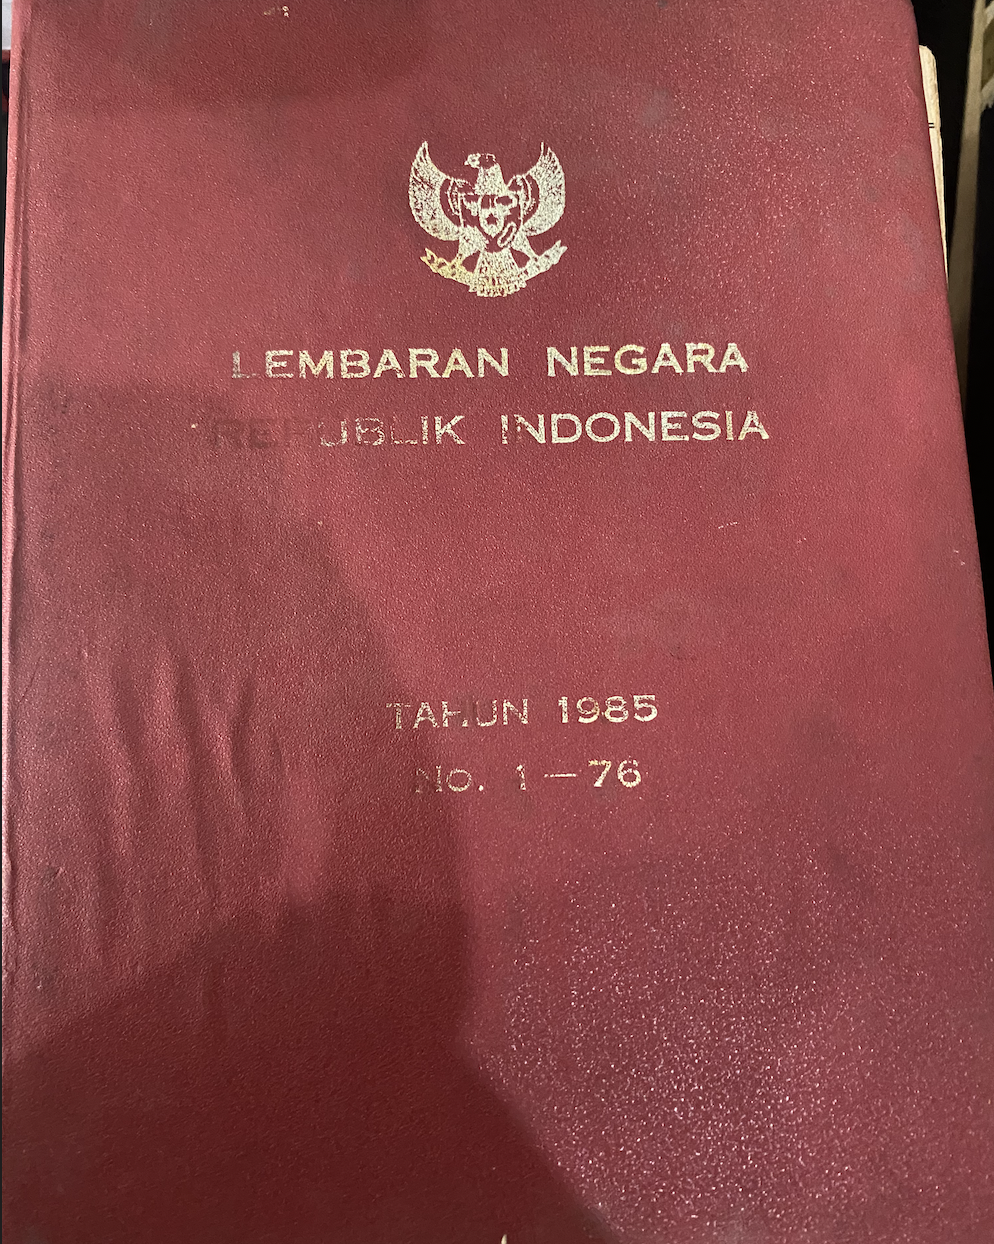 LEMBARAN NEGARA
REPUBLIK INDONESIA
TAHUN 1985
No. 1 — 76